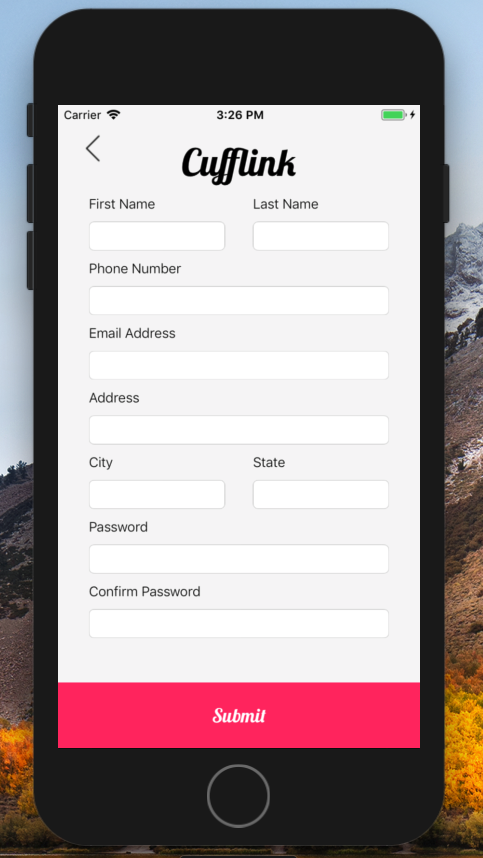 Carrier 3:26 PM
Cufflink
First Name Last Name
Phone Number
Email Address
Address
City State
Password
Confirm Password
Submit